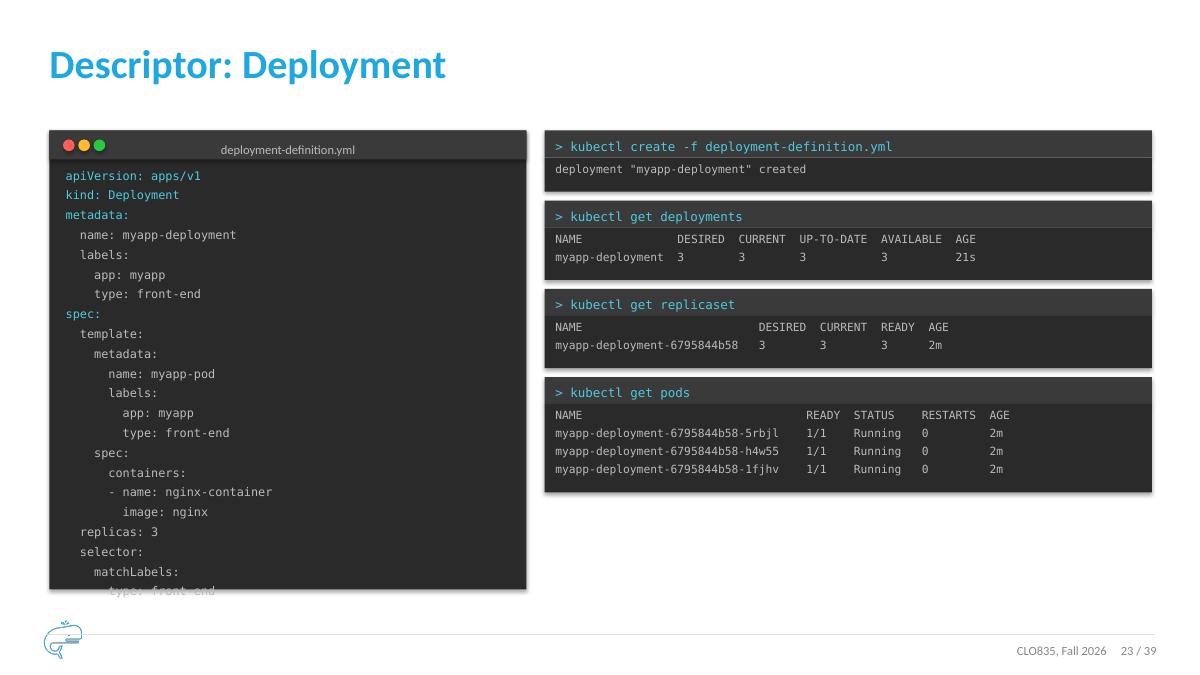 Descriptor: Deployment
deployment-definition.yml
apiVersion: apps/v1
kind: Deployment
metadata:
  name: myapp-deployment
  labels:
    app: myapp
    type: front-end
spec:
  template:
    metadata:
      name: myapp-pod
      labels:
        app: myapp
        type: front-end
    spec:
      containers:
      - name: nginx-container
        image: nginx
  replicas: 3
  selector:
    matchLabels:
      type: front-end
> kubectl create -f deployment-definition.yml
deployment "myapp-deployment" created
> kubectl get deployments
NAME              DESIRED  CURRENT  UP-TO-DATE  AVAILABLE  AGE
myapp-deployment  3        3        3           3          21s
> kubectl get replicaset
NAME                          DESIRED  CURRENT  READY  AGE
myapp-deployment-6795844b58   3        3        3      2m
> kubectl get pods
NAME                                 READY  STATUS    RESTARTS  AGE
myapp-deployment-6795844b58-5rbjl    1/1    Running   0         2m
myapp-deployment-6795844b58-h4w55    1/1    Running   0         2m
myapp-deployment-6795844b58-1fjhv    1/1    Running   0         2m
CLO835, Fall 2026 23 / 39